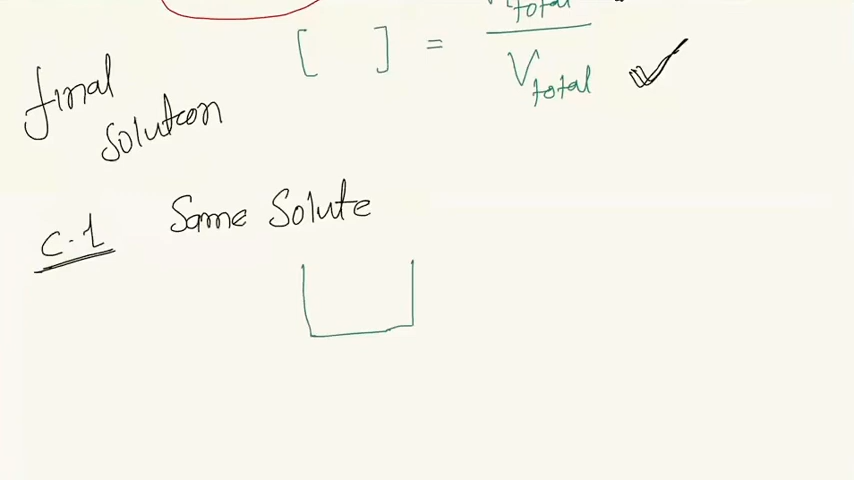 [ ] = total
V total
final
solution
C-1 Same Solute